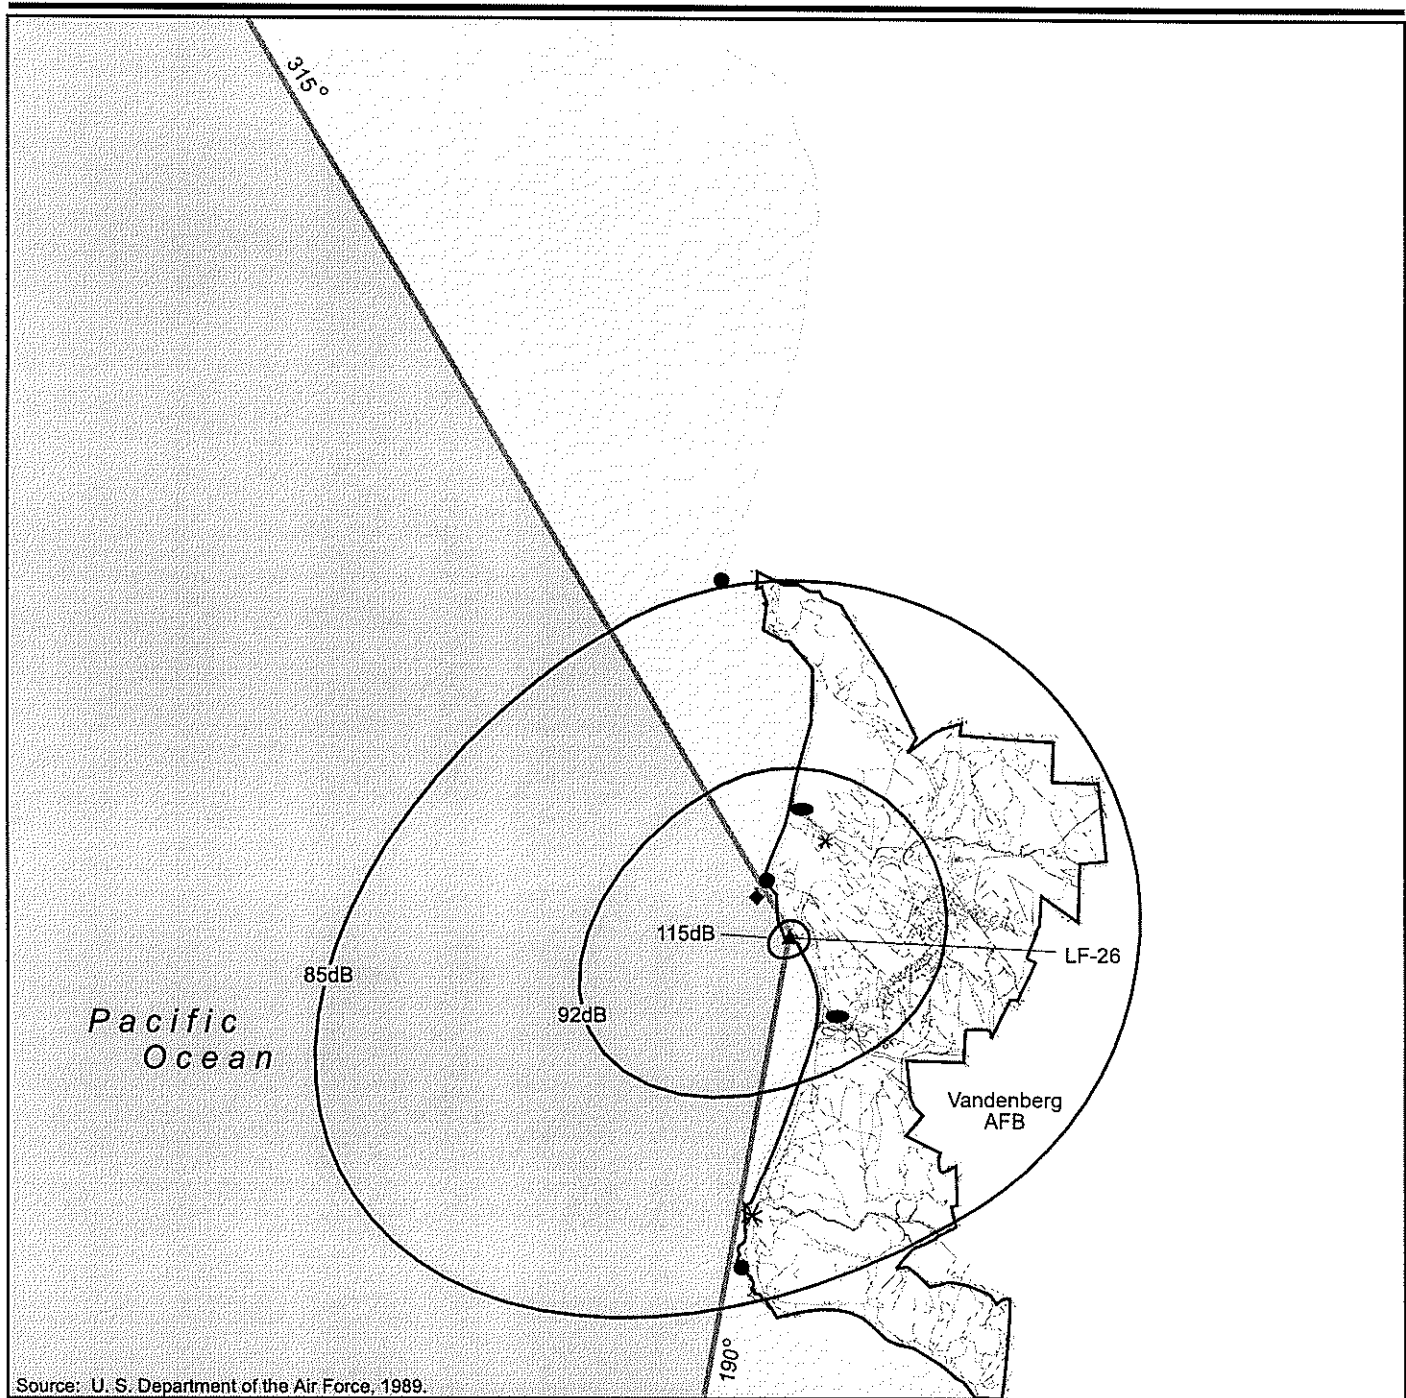 315°
115dB
LF-26
85dB
92dB
Pacific
Ocean
Vandenberg
AFB
190°
Source: U. S. Department of the Air Force, 1989.